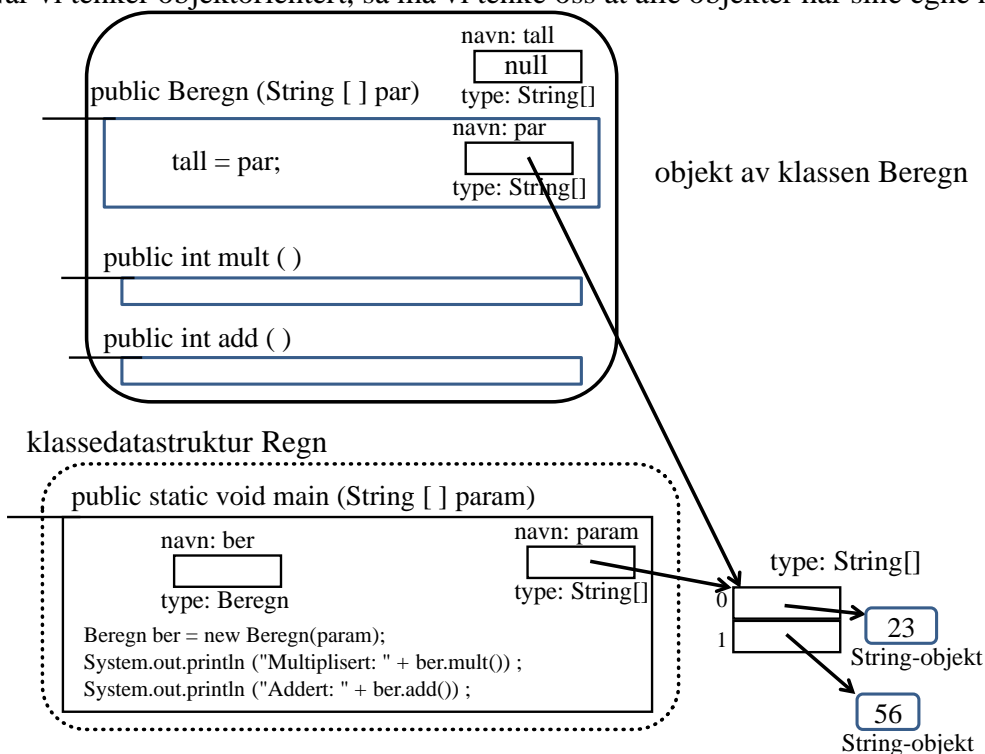 navn: tall
null
type: String[]
public Beregn (String [ ] par)
navn: par
tall = par;
type: String[]
objekt av klassen Beregn
public int mult ( )
public int add ( )
klassedatastruktur Regn
public static void main (String [ ] param)
navn: ber
type: Beregn
navn: param
type: String[]
Beregn ber = new Beregn(param);
System.out.println ("Multiplisert: " + ber.mult()) ;
System.out.println ("Addert: " + ber.add()) ;
type: String[]
0
1
23
String-objekt
56
String-objekt